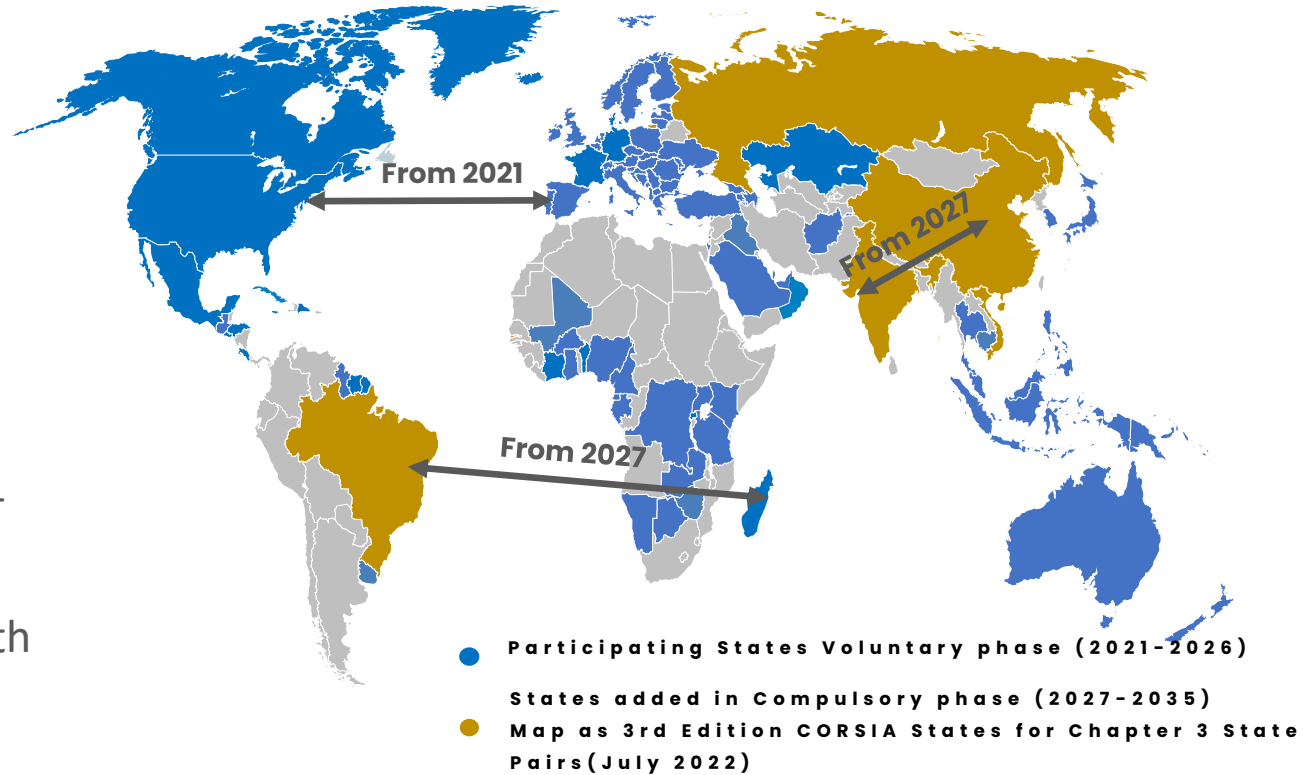 From 2021
From 2027
From 2027
th
Participating States Voluntary phase (2021-2026)
States added in Compulsory phase (2027-2035)
Map as 3rd Edition CORSIA States for Chapter 3 State
Pairs(July 2022)